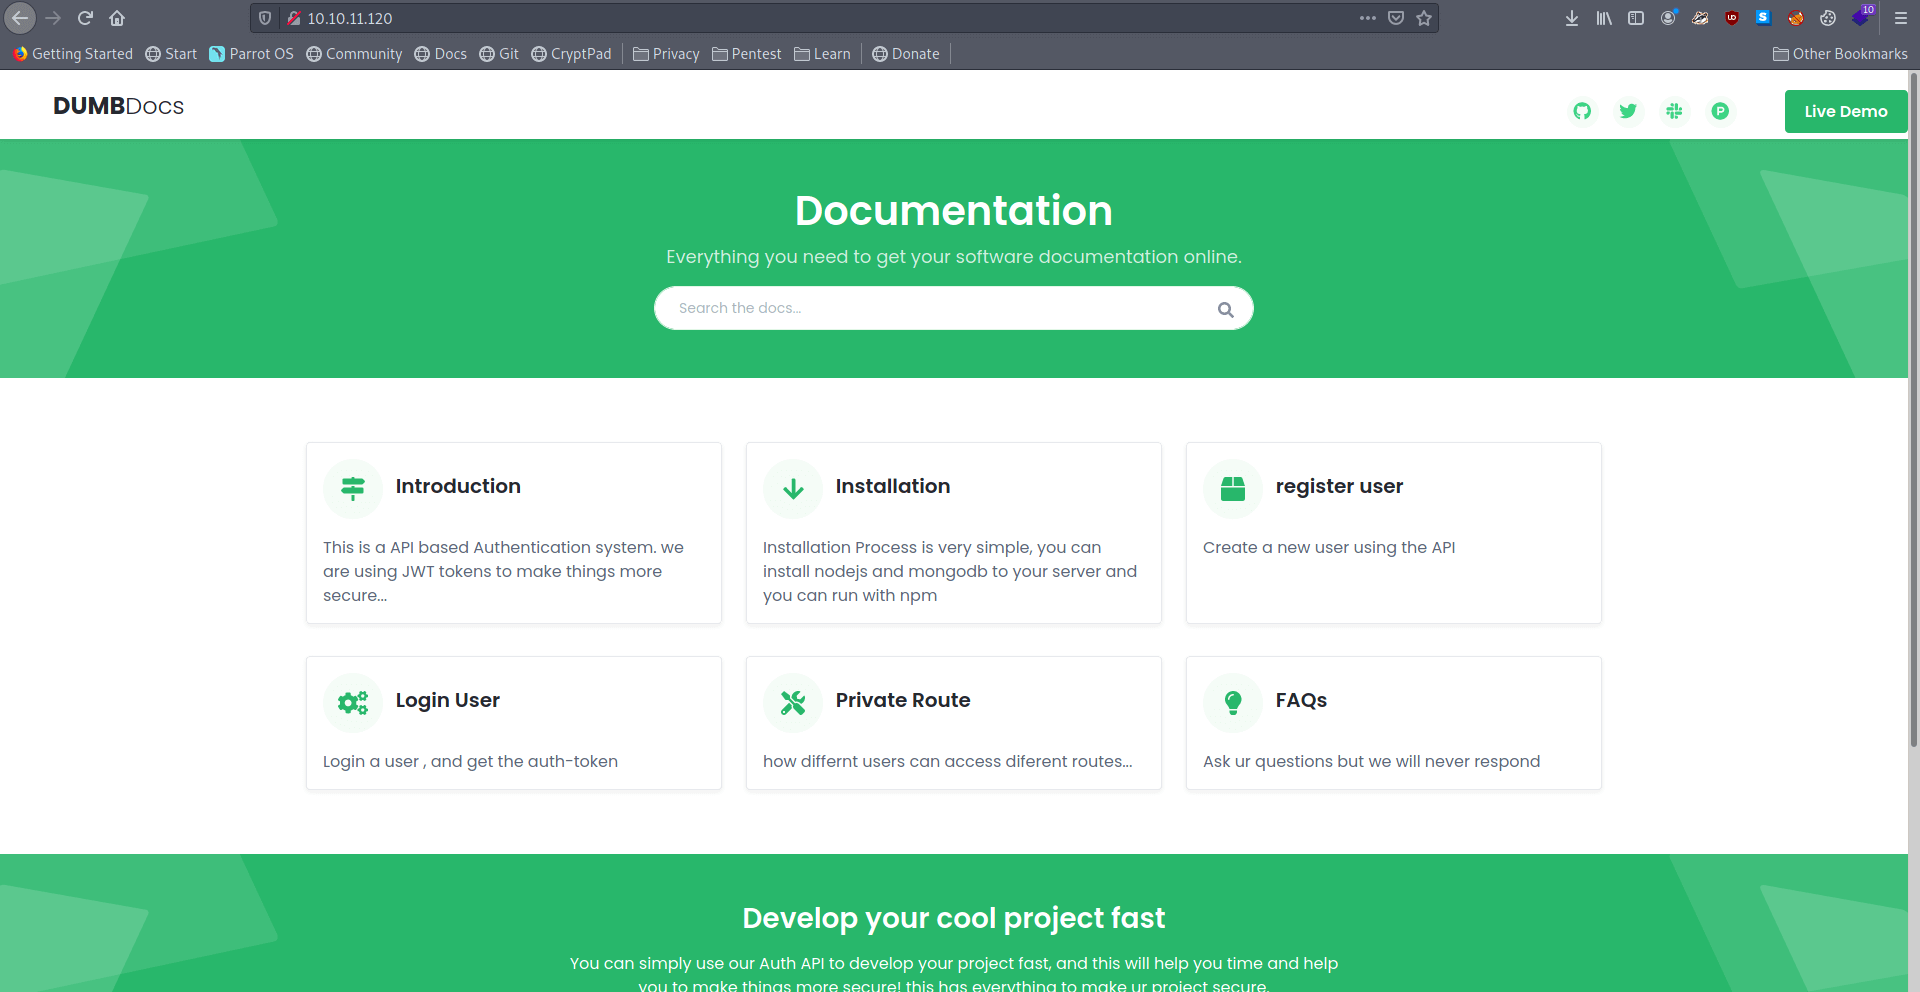 10.10.11.120
10
Getting Started Start Parrot OS Community Docs Git CryptPad Privacy Pentest Learn Donate Other Bookmarks
DUMBDocs
Live Demo
Documentation
Everything you need to get your software documentation online.
Search the docs...
Introduction
This is a API based Authentication system. we
are using JWT tokens to make things more
secure...
Installation
Installation Process is very simple, you can
install nodejs and mongodb to your server and
you can run with npm
register user
Create a new user using the API
Login User
Login a user , and get the auth-token
Private Route
how differnt users can access diferent routes...
FAQs
Ask ur questions but we will never respond
Develop your cool project fast
You can simply use our Auth API to develop your project fast, and this will help you time and help
you to make things more secure! this has everything to make ur project secure.